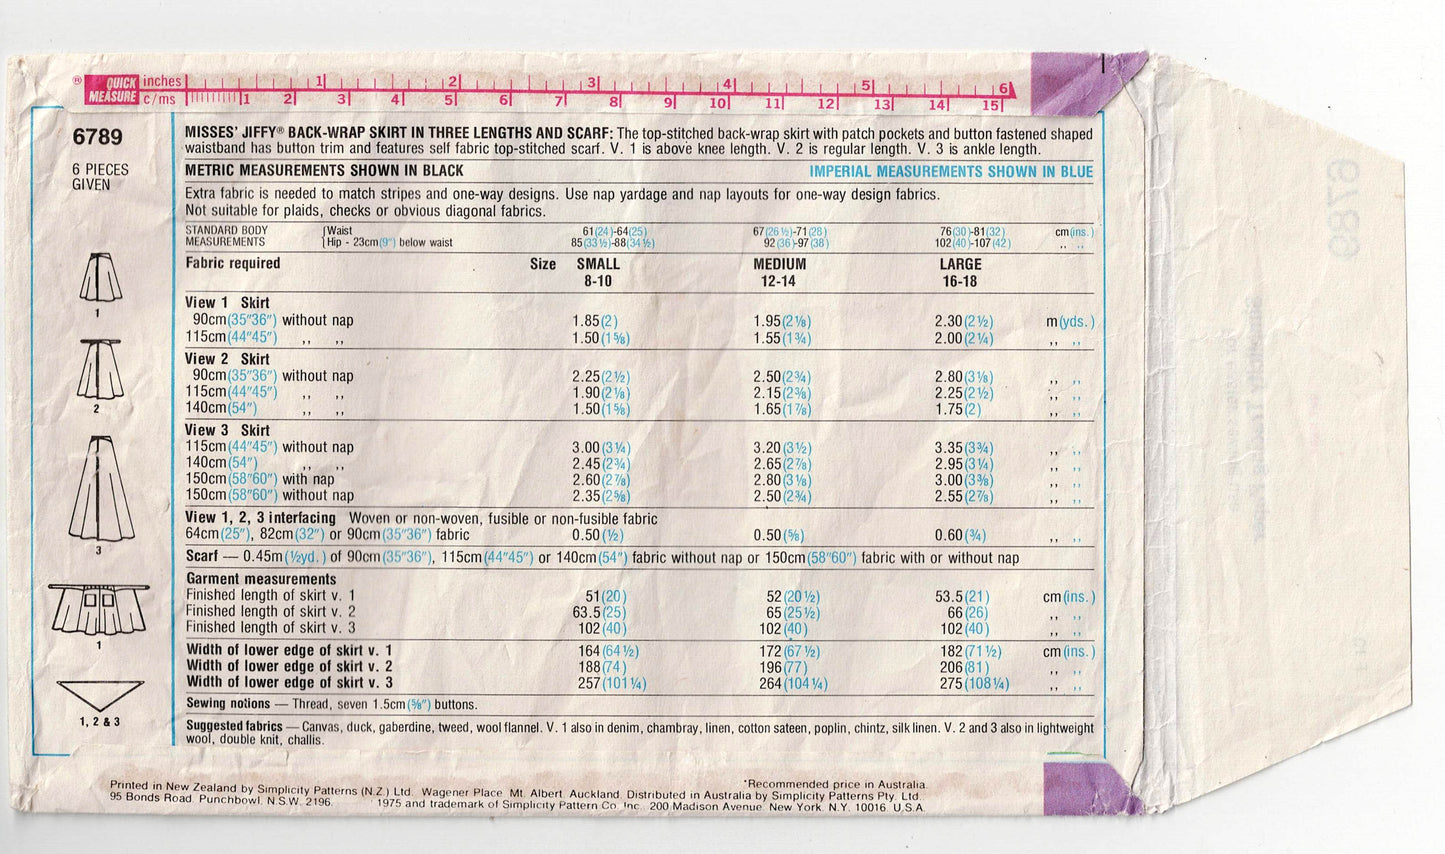 ® QUICK MEASURE inches 1 2 3 4 5 6
c/ms 1 2 3 4 5 6 7 8 9 10 11 12 13 14 15
6789
6 PIECES
GIVEN
1
2
3
1
1, 2 & 3
MISSES' JIFFY® BACK-WRAP SKIRT IN THREE LENGTHS AND SCARF: The top-stitched back-wrap skirt with patch pockets and button fastened shaped
waistband has button trim and features self fabric top-stitched scarf. V. 1 is above knee length. V. 2 is regular length. V. 3 is ankle length.
METRIC MEASUREMENTS SHOWN IN BLACK IMPERIAL MEASUREMENTS SHOWN IN BLUE
Extra fabric is needed to match stripes and one-way designs. Use nap yardage and nap layouts for one-way design fabrics.
Not suitable for plaids, checks or obvious diagonal fabrics.
STANDARD BODY {Waist 61(24)-64(25) 67(26½)-71(28) 76(30)-81(32) cm(ins.)
MEASUREMENTS {Hip - 23cm(9") below waist 85(33½)-88(34½) 92(36)-97(38) 102(40)-107(42) ,, ,,
Fabric required Size SMALL MEDIUM LARGE
8-10 12-14 16-18
View 1 Skirt
90cm(35"36") without nap 1.85(2) 1.95(2⅛) 2.30(2½) m(yds.)
115cm(44"45") ,, ,, 1.50(1⅝) 1.55(1¾) 2.00(2¼) ,, ,,
View 2 Skirt
90cm(35"36") without nap 2.25(2½) 2.50(2¾) 2.80(3⅛) ,, ,,
115cm(44"45") ,, ,, 1.90(2⅛) 2.15(2⅜) 2.25(2½) ,, ,,
140cm(54") ,, ,, 1.50(1⅝) 1.65(1⅞) 1.75(2) ,, ,,
View 3 Skirt
115cm(44"45") without nap 3.00(3¼) 3.20(3½) 3.35(3¾) ,, ,,
140cm(54") ,, ,, 2.45(2¾) 2.65(2⅞) 2.95(3¼) ,, ,,
150cm(58"60") with nap 2.60(2⅞) 2.80(3⅛) 3.00(3⅜) ,, ,,
150cm(58"60") without nap 2.35(2⅝) 2.50(2¾) 2.55(2⅞) ,, ,,
View 1, 2, 3 interfacing Woven or non-woven, fusible or non-fusible fabric
64cm(25"), 82cm(32") or 90cm(35"36") fabric 0.50(½) 0.50(⅝) 0.60(¾) ,, ,,
Scarf — 0.45m(½yd.) of 90cm(35"36"), 115cm(44"45") or 140cm(54") fabric without nap or 150cm(58"60") fabric with or without nap
Garment measurements
Finished length of skirt v. 1 51(20) 52(20½) 53.5(21) cm(ins.)
Finished length of skirt v. 2 63.5(25) 65(25½) 66(26) ,, ,,
Finished length of skirt v. 3 102(40) 102(40) 102(40) ,, ,,
Width of lower edge of skirt v. 1 164(64½) 172(67½) 182(71½) cm(ins.)
Width of lower edge of skirt v. 2 188(74) 196(77) 206(81) ,, ,,
Width of lower edge of skirt v. 3 257(101¼) 264(104¼) 275(108¼) ,, ,,
Sewing notions — Thread, seven 1.5cm(⅝") buttons.
Suggested fabrics — Canvas, duck, gaberdine, tweed, wool flannel. V. 1 also in denim, chambray, linen, cotton sateen, poplin, chintz, silk linen. V. 2 and 3 also in lightweight
wool, double knit, challis.
Printed in New Zealand by Simplicity Patterns (N.Z.) Ltd. Wagener Place Mt. Albert Auckland. *Recommended price in Australia.
Distributed in Australia by Simplicity Patterns Pty. Ltd.
95 Bonds Road. Punchbowl. N.S.W. 2196. 1975 and trademark of Simplicity Pattern Co. Inc. 200 Madison Avenue New York N.Y. 10016 U.S.A.